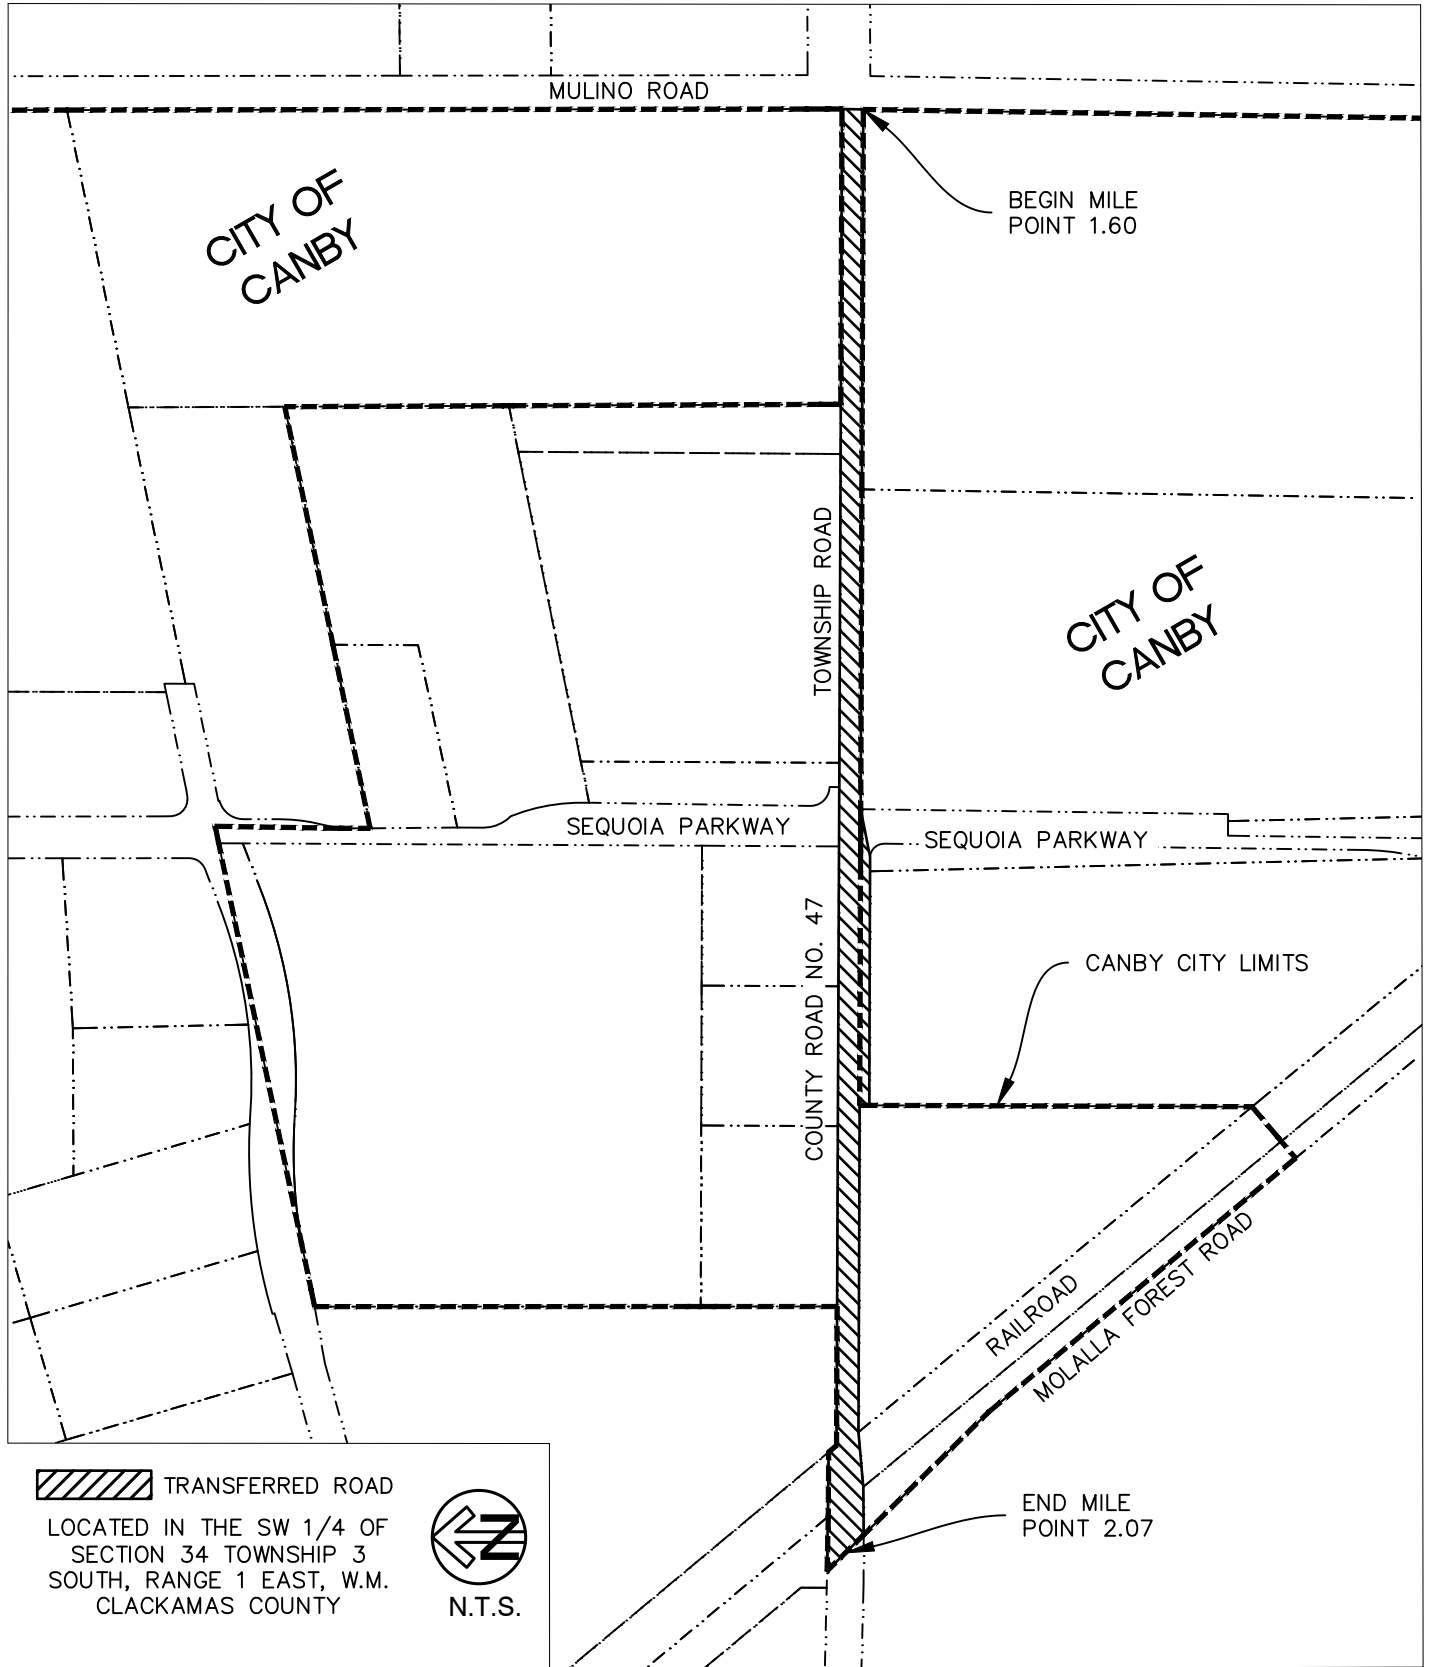 MULINO ROAD
CITY OF
CANBY
BEGIN MILE
POINT 1.60
TOWNSHIP ROAD
CITY OF
CANBY
SEQUOIA PARKWAY
SEQUOIA PARKWAY
COUNTY ROAD NO. 47
CANBY CITY LIMITS
RAILROAD
MOLALLA FOREST ROAD
END MILE
POINT 2.07
TRANSFERRED ROAD
LOCATED IN THE SW 1/4 OF
SECTION 34 TOWNSHIP 3
SOUTH, RANGE 1 EAST, W.M.
CLACKAMAS COUNTY
N
N.T.S.